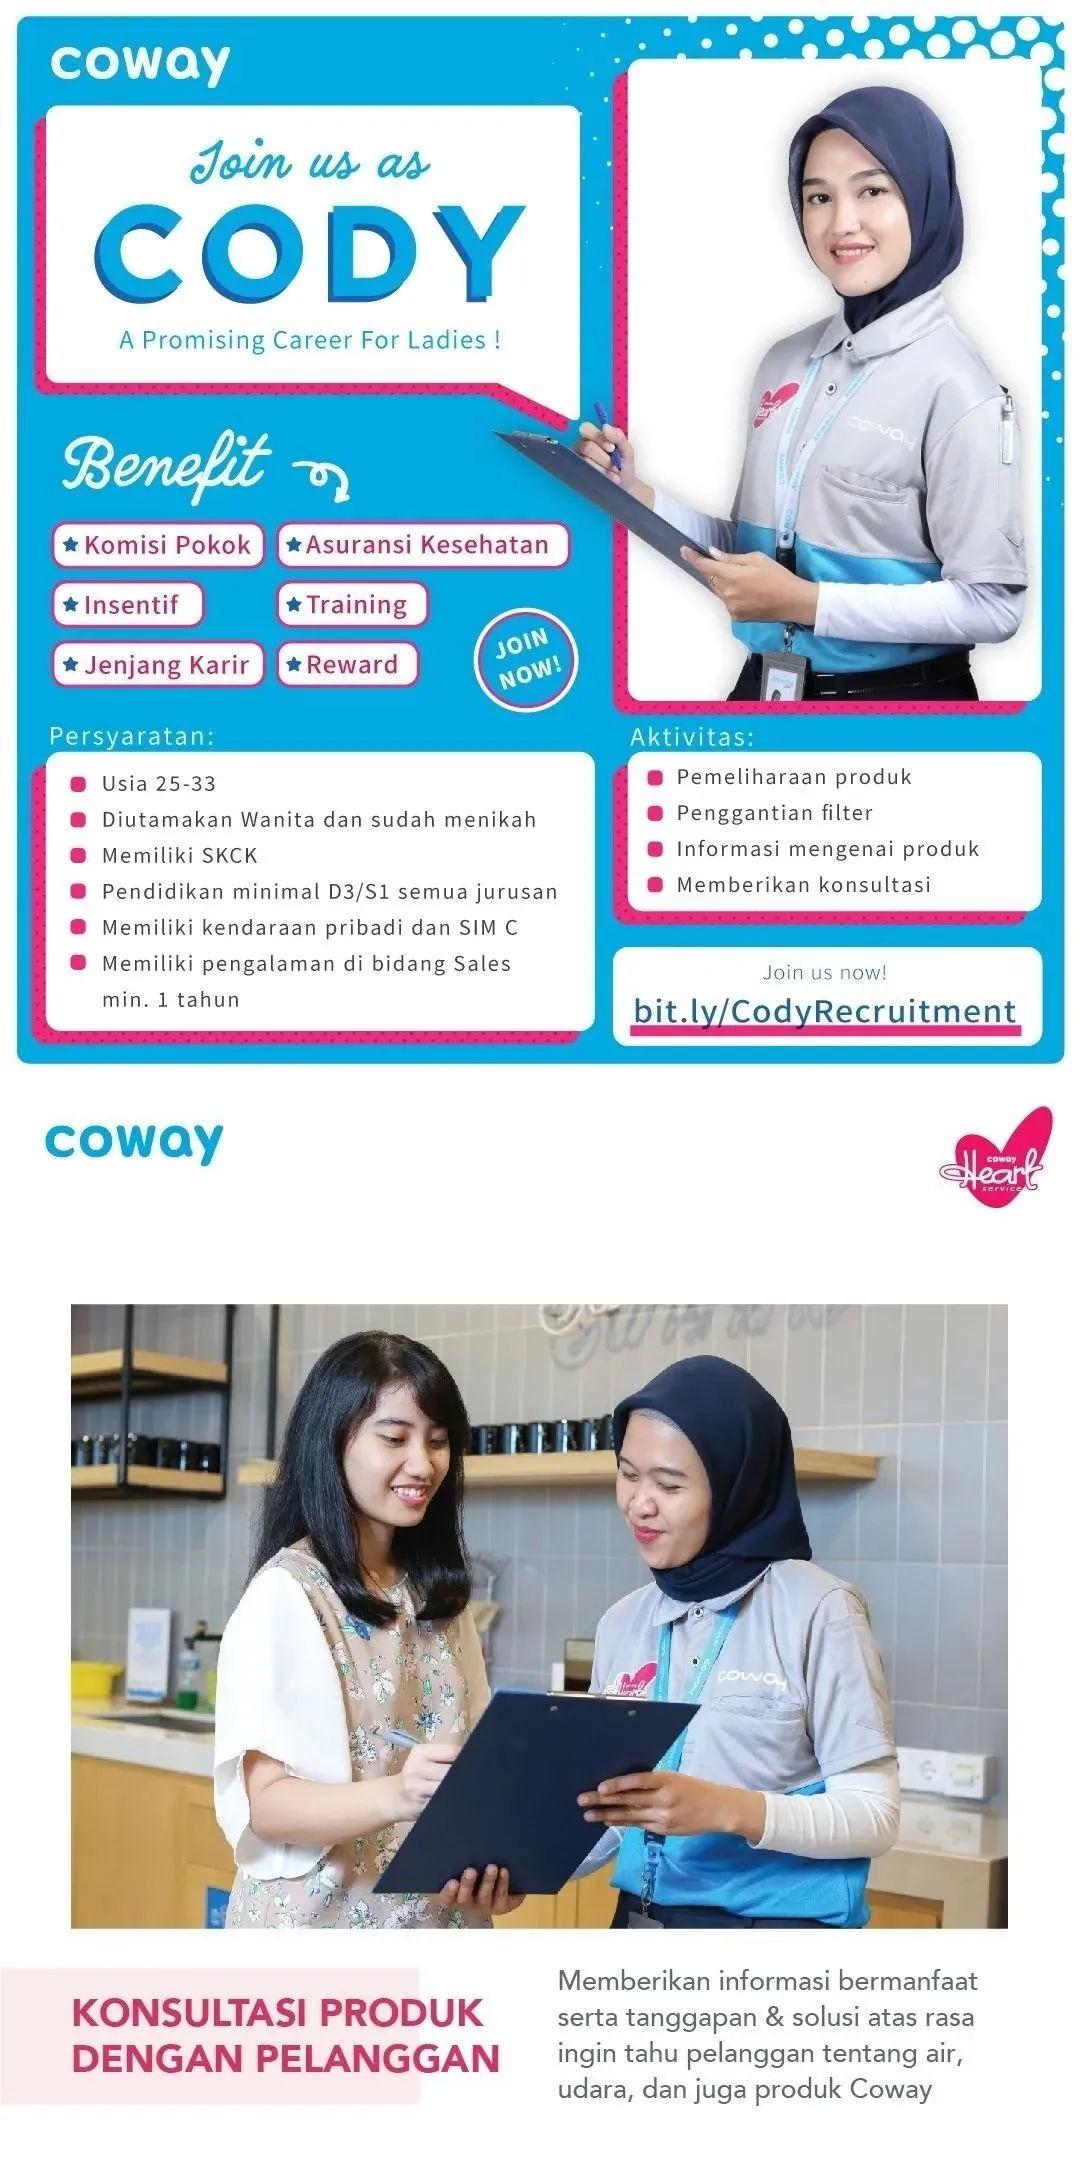 coway
Join us as
CODY
A Promising Career For Ladies !
Benefit
Komisi Pokok
Asuransi Kesehatan
Insentif
Training
Jenjang Karir
Reward
JOIN
NOW!
coway
coway
Persyaratan:
Usia 25-33
Diutamakan Wanita dan sudah menikah
Memiliki SKCK
Pendidikan minimal D3/S1 semua jurusan
Memiliki kendaraan pribadi dan SIM C
Memiliki pengalaman di bidang Sales
min. 1 tahun
Aktivitas:
Pemeliharaan produk
Penggantian filter
Informasi mengenai produk
Memberikan konsultasi
Join us now!
bit.ly/CodyRecruitment
coway
coway
Heart
service
coway
KONSULTASI PRODUK
DENGAN PELANGGAN
Memberikan informasi bermanfaat
serta tanggapan & solusi atas rasa
ingin tahu pelanggan tentang air,
udara, dan juga produk Coway